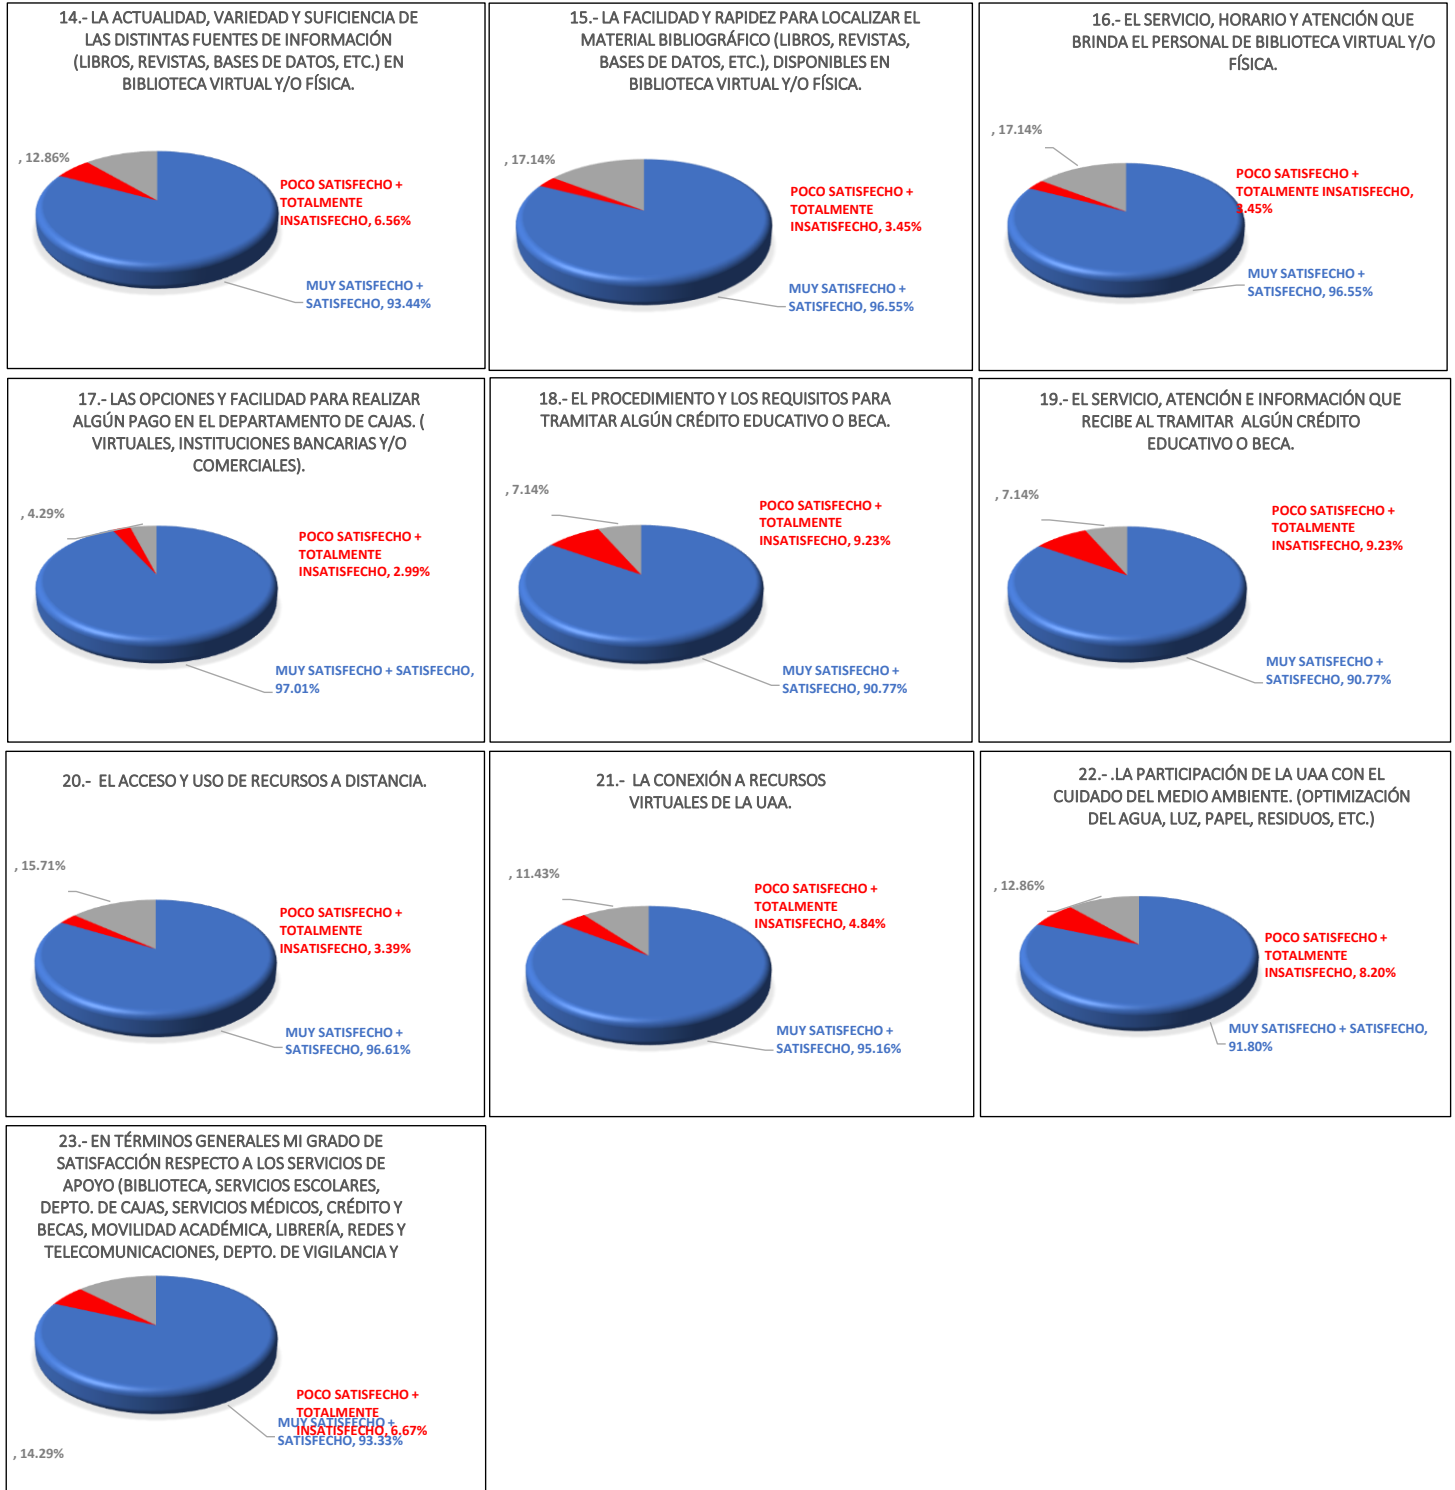 14.- LA ACTUALIDAD, VARIEDAD Y SUFICIENCIA DE
LAS DISTINTAS FUENTES DE INFORMACIÓN
(LIBROS, REVISTAS, BASES DE DATOS, ETC.) EN
BIBLIOTECA VIRTUAL Y/O FÍSICA.
, 12.86%
POCO SATISFECHO +
TOTALMENTE
INSATISFECHO, 6.56%
MUY SATISFECHO +
SATISFECHO, 93.44%
15.- LA FACILIDAD Y RAPIDEZ PARA LOCALIZAR EL
MATERIAL BIBLIOGRÁFICO (LIBROS, REVISTAS,
BASES DE DATOS, ETC.), DISPONIBLES EN
BIBLIOTECA VIRTUAL Y/O FÍSICA.
, 17.14%
POCO SATISFECHO +
TOTALMENTE
INSATISFECHO, 3.45%
MUY SATISFECHO +
SATISFECHO, 96.55%
16.- EL SERVICIO, HORARIO Y ATENCIÓN QUE
BRINDA EL PERSONAL DE BIBLIOTECA VIRTUAL Y/O
FÍSICA.
, 17.14%
POCO SATISFECHO +
TOTALMENTE INSATISFECHO,
3.45%
MUY SATISFECHO +
SATISFECHO, 96.55%
17.- LAS OPCIONES Y FACILIDAD PARA REALIZAR
ALGÚN PAGO EN EL DEPARTAMENTO DE CAJAS. (
VIRTUALES, INSTITUCIONES BANCARIAS Y/O
COMERCIALES).
, 4.29%
POCO SATISFECHO +
TOTALMENTE
INSATISFECHO, 2.99%
MUY SATISFECHO + SATISFECHO,
97.01%
18.- EL PROCEDIMIENTO Y LOS REQUISITOS PARA
TRAMITAR ALGÚN CRÉDITO EDUCATIVO O BECA.
, 7.14%
POCO SATISFECHO +
TOTALMENTE
INSATISFECHO, 9.23%
MUY SATISFECHO +
SATISFECHO, 90.77%
19.- EL SERVICIO, ATENCIÓN E INFORMACIÓN QUE
RECIBE AL TRAMITAR ALGÚN CRÉDITO
EDUCATIVO O BECA.
, 7.14%
POCO SATISFECHO +
TOTALMENTE
INSATISFECHO, 9.23%
MUY SATISFECHO +
SATISFECHO, 90.77%
20.- EL ACCESO Y USO DE RECURSOS A DISTANCIA.
, 15.71%
POCO SATISFECHO +
TOTALMENTE
INSATISFECHO, 3.39%
MUY SATISFECHO +
SATISFECHO, 96.61%
21.- LA CONEXIÓN A RECURSOS
VIRTUALES DE LA UAA.
, 11.43%
POCO SATISFECHO +
TOTALMENTE
INSATISFECHO, 4.84%
MUY SATISFECHO +
SATISFECHO, 95.16%
22.- .LA PARTICIPACIÓN DE LA UAA CON EL
CUIDADO DEL MEDIO AMBIENTE. (OPTIMIZACIÓN
DEL AGUA, LUZ, PAPEL, RESIDUOS, ETC.)
, 12.86%
POCO SATISFECHO +
TOTALMENTE
INSATISFECHO, 8.20%
MUY SATISFECHO + SATISFECHO,
91.80%
23.- EN TÉRMINOS GENERALES MI GRADO DE
SATISFACCIÓN RESPECTO A LOS SERVICIOS DE
APOYO (BIBLIOTECA, SERVICIOS ESCOLARES,
DEPTO. DE CAJAS, SERVICIOS MÉDICOS, CRÉDITO Y
BECAS, MOVILIDAD ACADÉMICA, LIBRERÍA, REDES Y
TELECOMUNICACIONES, DEPTO. DE VIGILANCIA Y
POCO SATISFECHO +
TOTALMENTE
INSATISFECHO, 6.67%
MUY SATISFECHO +
SATISFECHO, 93.33%
, 14.29%